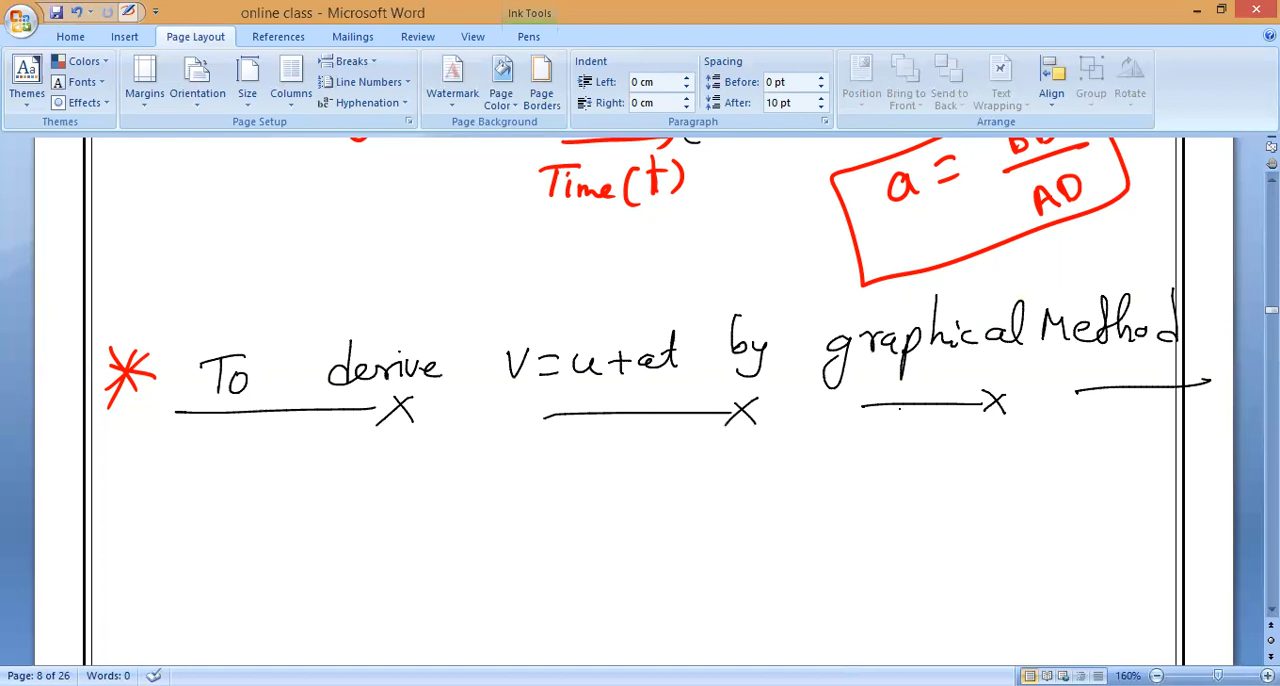 online class - Microsoft Word
Ink Tools
Home Insert Page Layout References Mailings Review View Pens
Themes Colors Fonts Effects
Themes
Margins Orientation Size Columns Breaks Line Numbers Hyphenation
Page Setup
Watermark Page Color Page Borders
Page Background
Indent Spacing
Left: 0 cm Before: 0 pt
Right: 0 cm After: 10 pt
Paragraph
Position Bring to Front Send to Back Text Wrapping Align Group Rotate
Arrange
Time (t)
a =
AD
To derive v = u + at by graphical Method
Page: 8 of 26 Words: 0 160%